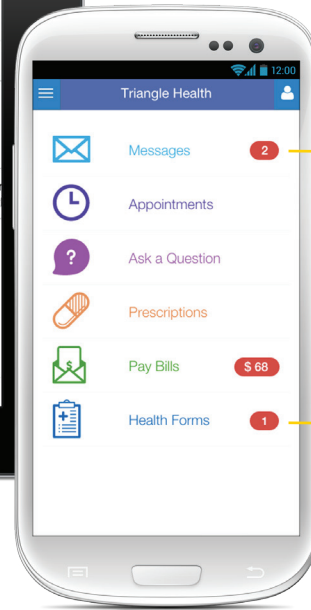 12:00
Triangle Health
Messages 2
Appointments
? Ask a Question
Prescriptions
$ Pay Bills $ 68
Health Forms 1